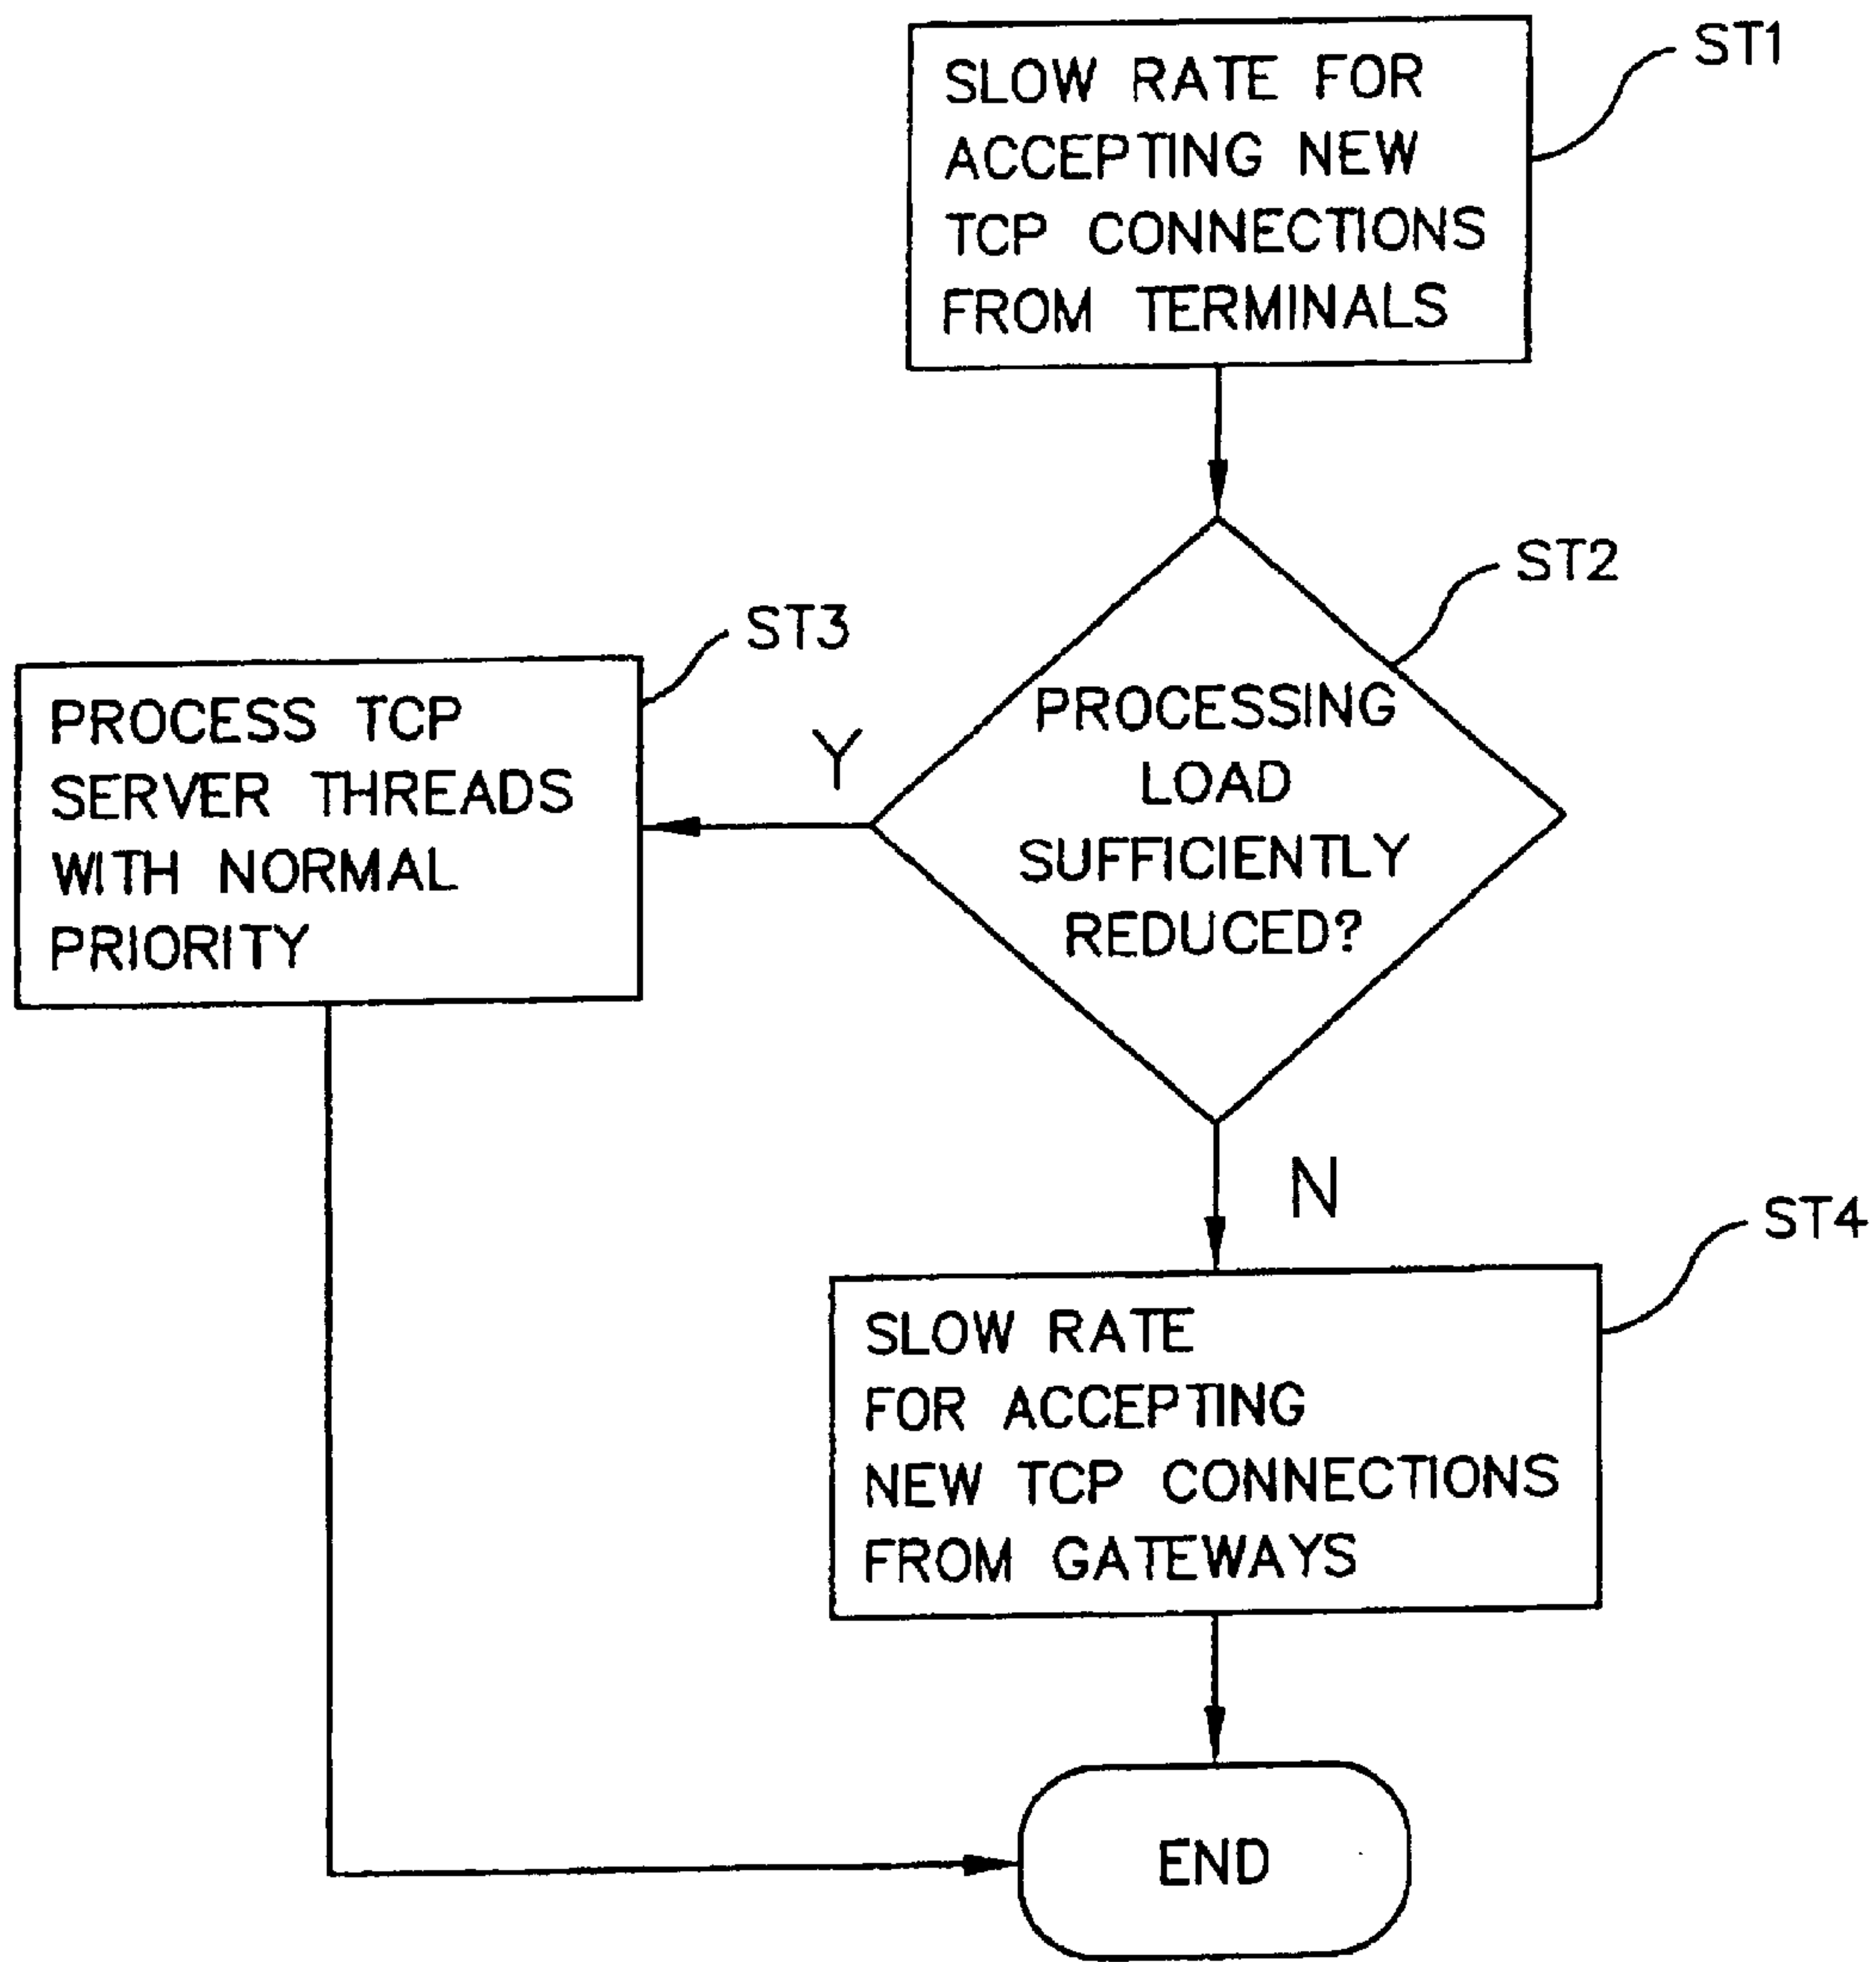 SLOW RATE FOR
ACCEPTING NEW
TCP CONNECTIONS
FROM TERMINALS
ST1
ST2
PROCESSING
LOAD
SUFFICIENTLY
REDUCED?
Y
ST3
PROCESS TCP
SERVER THREADS
WITH NORMAL
PRIORITY
N
ST4
SLOW RATE
FOR ACCEPTING
NEW TCP CONNECTIONS
FROM GATEWAYS
END